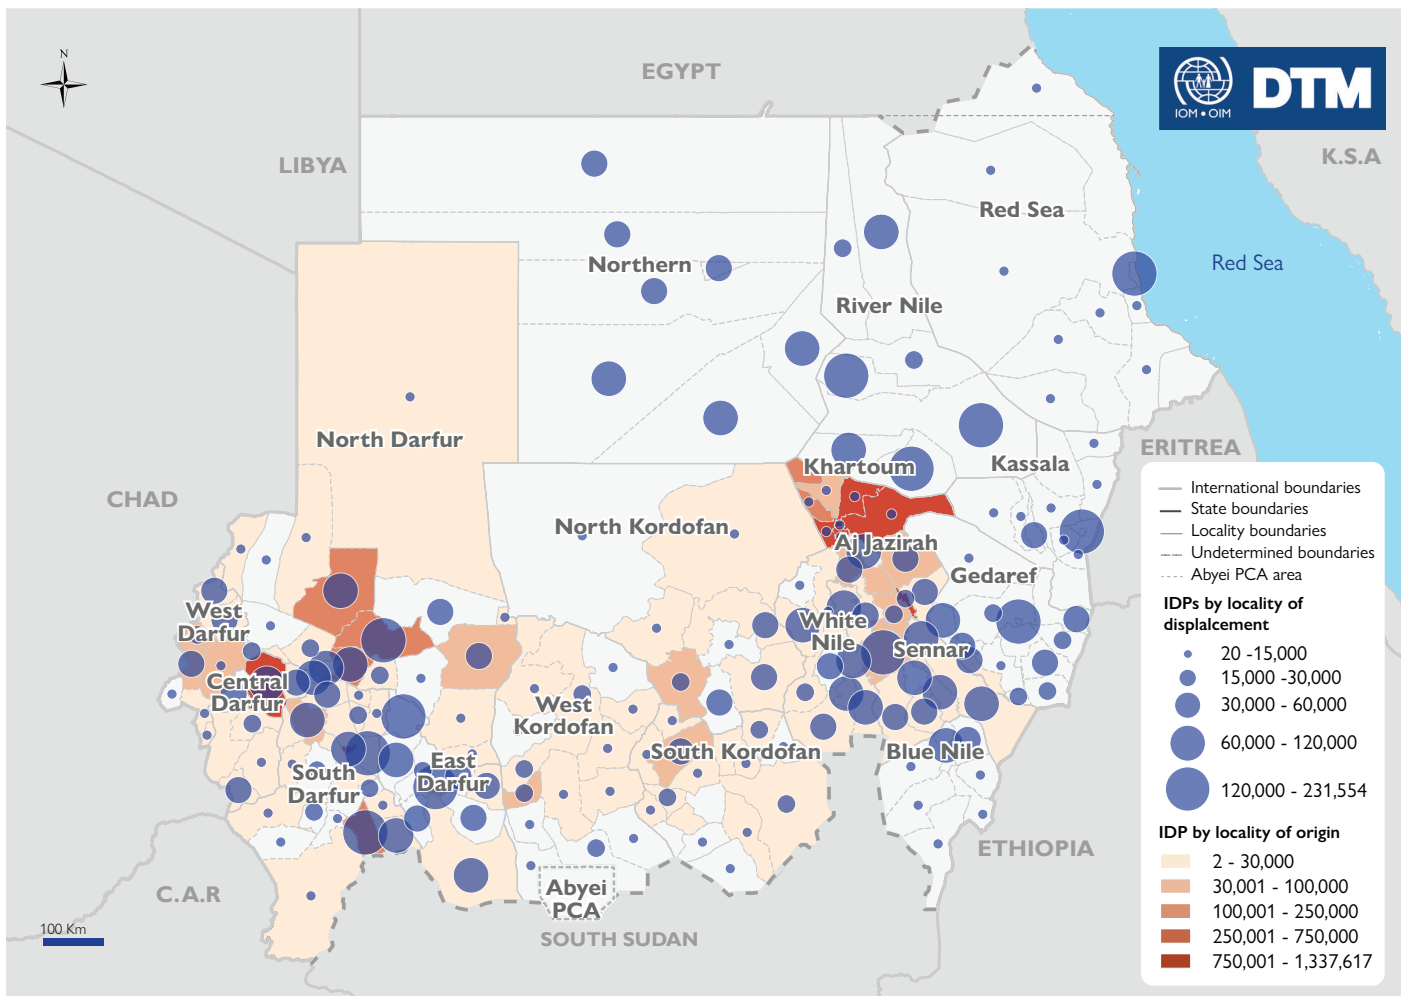 N
EGYPT
IOM • OIM
DTM
LIBYA
K.S.A
Red Sea
Northern
Red Sea
River Nile
North Darfur
ERITREA
Khartoum
Kassala
CHAD
North Kordofan
Aj Jazirah
Gedaref
West
Darfur
White
Nile
Sennar
Central
Darfur
West
Kordofan
South Kordofan
Blue Nile
South
Darfur
East
Darfur
ETHIOPIA
C.A.R
Abyei
PCA
SOUTH SUDAN
100 Km
International boundaries
State boundaries
Locality boundaries
Undetermined boundaries
Abyei PCA area
IDPs by locality of
displalcement
20 -15,000
15,000 -30,000
30,000 - 60,000
60,000 - 120,000
120,000 - 231,554
IDP by locality of origin
2 - 30,000
30,001 - 100,000
100,001 - 250,000
250,001 - 750,000
750,001 - 1,337,617